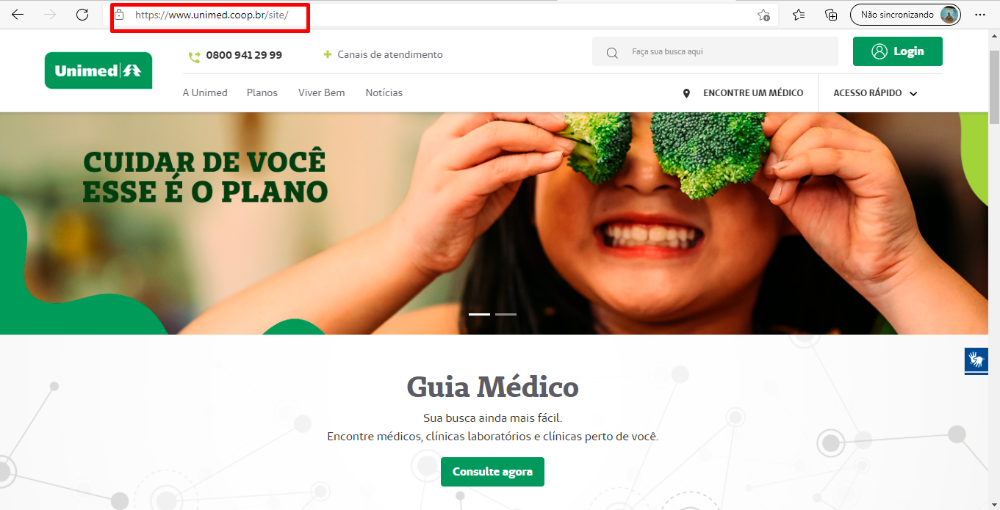 https://www.unimed.coop.br/site/
Não sincronizando
Unimed
0800 941 29 99
Canais de atendimento
Faça sua busca aqui
Login
A Unimed
Planos
Viver Bem
Notícias
ENCONTRE UM MÉDICO
ACESSO RÁPIDO
CUIDAR DE VOCÊ
ESSE É O PLANO
Guia Médico
Sua busca ainda mais fácil.
Encontre médicos, clínicas laboratórios e clínicas perto de você.
Consulte agora